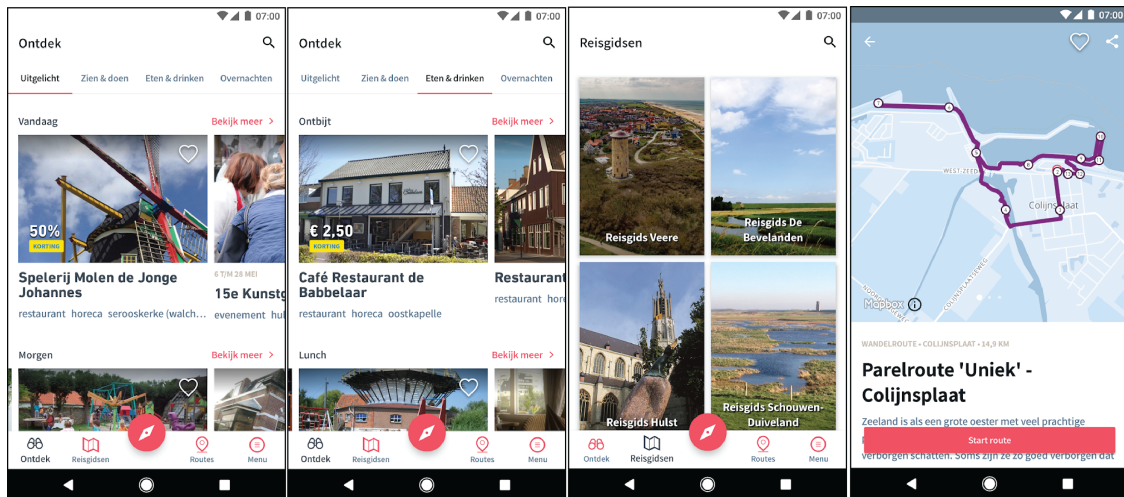 07:00
Ontdek
Uitgelicht Zien & doen Eten & drinken Overnachten
Vandaag Bekijk meer >
50%
KORTING
Spelerij Molen de Jonge
Johannes
restaurant horeca serooskerke (walch...
6 T/M 28 MEI
15e Kunstg
evenement hul
Morgen Bekijk meer >
Ontdek Reisgidsen Routes Menu
07:00
Ontdek
Uitgelicht Zien & doen Eten & drinken Overnachten
Ontbijt Bekijk meer >
€ 2,50
KORTING
Café Restaurant de
Babbelaar
restaurant horeca oostkapelle
Restaurant
restaurant hore
Lunch Bekijk meer >
Ontdek Reisgidsen Routes Menu
07:00
Reisgidsen
Reisgids Veere
Reisgids De
Bevelanden
Reisgids Hulst
Reisgids Schouwen-
Duiveland
Ontdek Reisgidsen Routes Menu
07:00
WEST-ZEED
Colijnsplaat
COLIJNSPLAATSEWEG
Mapbox
WANDELROUTE • COLIJNSPLAAT • 14,9 KM
Parelroute 'Uniek' -
Colijnsplaat
Zeeland is als een grote oester met veel prachtige
Start route
verborgen schatten. Soms zijn ze zo goed verborgen dat